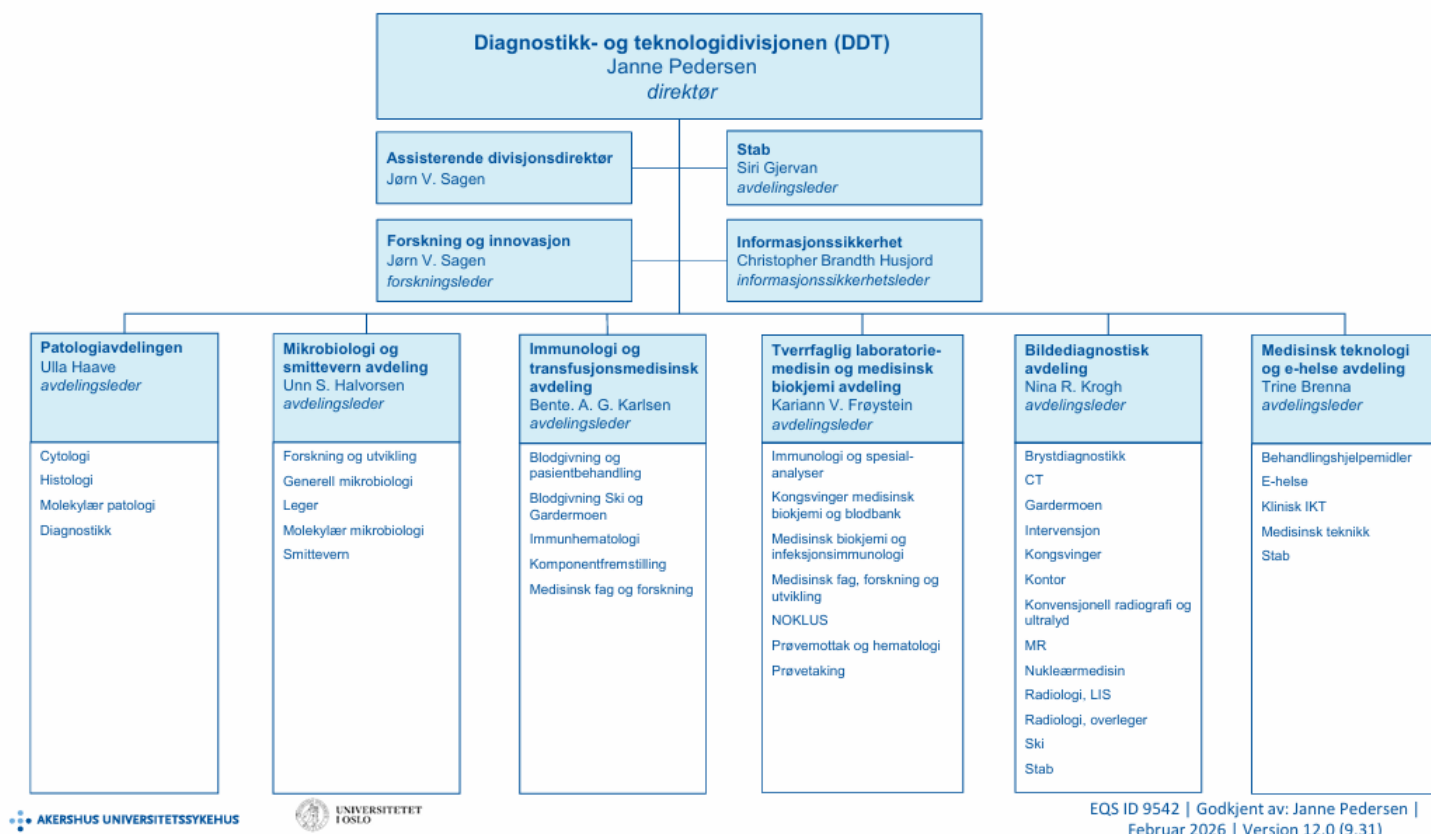 Diagnostikk- og teknologidivisjonen (DDT)
Janne Pedersen
direktør
Assisterende divisjonsdirektør
Jørn V. Sagen
Stab
Siri Gjervan
avdelingsleder
Forskning og innovasjon
Jørn V. Sagen
forskningsleder
Informasjonssikkerhet
Christopher Brandth Husjord
informasjonssikkerhetsleder
Patologiavdelingen
Ulla Haave
avdelingsleder
Cytologi
Histologi
Molekylær patologi
Diagnostikk
Mikrobiologi og
smittevern avdeling
Unn S. Halvorsen
avdelingsleder
Forskning og utvikling
Generell mikrobiologi
Leger
Molekylær mikrobiologi
Smittevern
Immunologi og
transfusjonsmedisinsk
avdeling
Bente. A. G. Karlsen
avdelingsleder
Blodgivning og
pasientbehandling
Blodgivning Ski og
Gardermoen
Immunhematologi
Komponentfremstilling
Medisinsk fag og forskning
Tverrfaglig laboratorie-
medisin og medisinsk
biokjemi avdeling
Kariann V. Frøystein
avdelingsleder
Immunologi og spesial-
analyser
Kongsvinger medisinsk
biokjemi og blodbank
Medisinsk biokjemi og
infeksjonsimmunologi
Medisinsk fag, forskning og
utvikling
NOKLUS
Prøvemottak og hematologi
Prøvetaking
Bildediagnostisk
avdeling
Nina R. Krogh
avdelingsleder
Brystdiagnostikk
CT
Gardermoen
Intervensjon
Kongsvinger
Kontor
Konvensjonell radiografi og
ultralyd
MR
Nukleærmedisin
Radiologi, LIS
Radiologi, overleger
Ski
Stab
Medisinsk teknologi
og e-helse avdeling
Trine Brenna
avdelingsleder
Behandlingshjelpemidler
E-helse
Klinisk IKT
Medisinsk teknikk
Stab
AKERSHUS UNIVERSITETSSYKEHUS
UNIVERSITETET
I OSLO
EQS ID 9542 | Godkjent av: Janne Pedersen |
Februar 2026 | Version 12.0 (9.31)